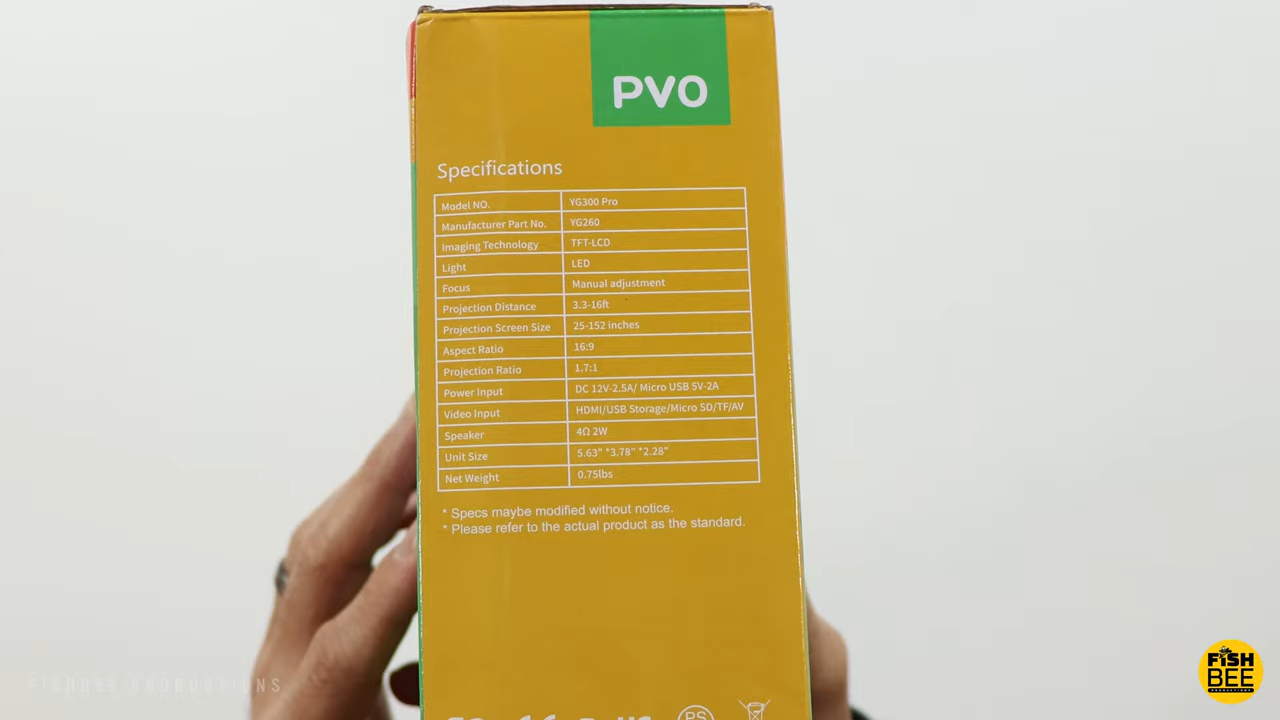 PVO
Specifications
Model NO. YG300 Pro
Manufacturer Part No. YG260
Imaging Technology TFT-LCD
Light LED
Focus Manual adjustment
Projection Distance 3.3-16ft
Projection Screen Size 25-152 inches
Aspect Ratio 16:9
Projection Ratio 1.7:1
Power Input DC 12V-2.5A/ Micro USB 5V-2A
Video Input HDMI/USB Storage/Micro SD/TF/AV
Speaker 4Ω 2W
Unit Size 5.63" *3.78" *2.28"
Net Weight 0.75lbs
* Specs maybe modified without notice.
* Please refer to the actual product as the standard.
FISHBEE PRODUCTIONS
FISH
BEE
PRODUCTIONS
PS